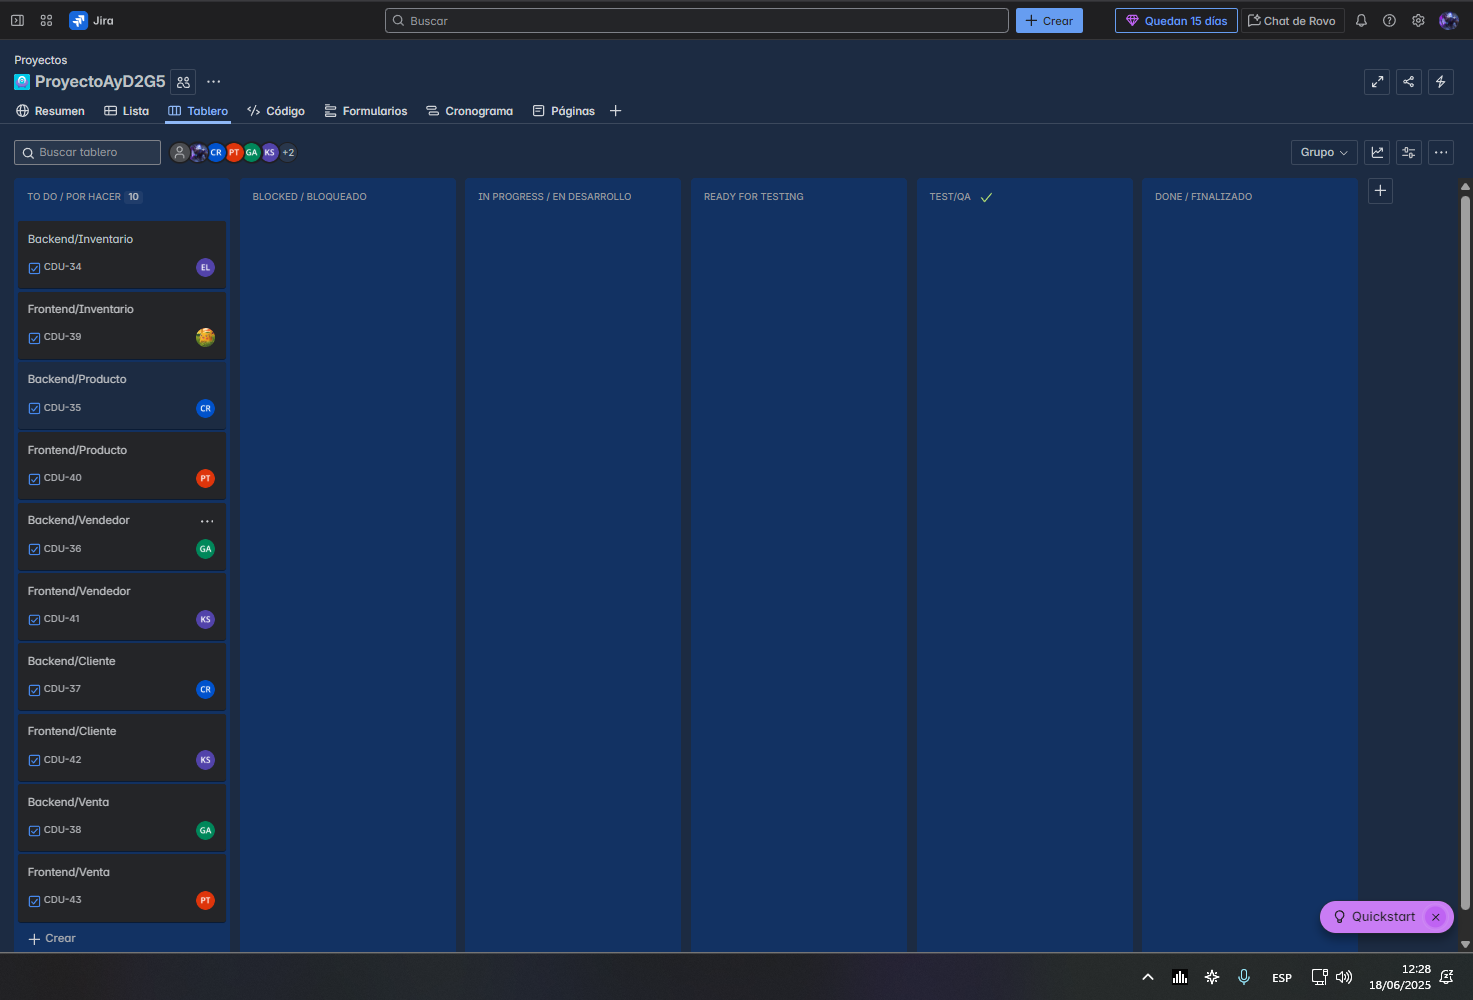 Jira
Buscar
Crear
Quedan 15 días
Chat de Rovo
Proyectos
ProyectoAyD2G5
Resumen
Lista
Tablero
Código
Formularios
Cronograma
Páginas
Buscar tablero
CR
PT
GA
KS
+2
Grupo
TO DO / POR HACER 10
BLOCKED / BLOQUEADO
IN PROGRESS / EN DESARROLLO
READY FOR TESTING
TEST/QA
DONE / FINALIZADO
Backend/Inventario
CDU-34 EL
Frontend/Inventario
CDU-39
Backend/Producto
CDU-35 CR
Frontend/Producto
CDU-40 PT
Backend/Vendedor
CDU-36 GA
Frontend/Vendedor
CDU-41 KS
Backend/Cliente
CDU-37 CR
Frontend/Cliente
CDU-42 KS
Backend/Venta
CDU-38 GA
Frontend/Venta
CDU-43 PT
Crear
Quickstart
ESP
12:28
18/06/2025